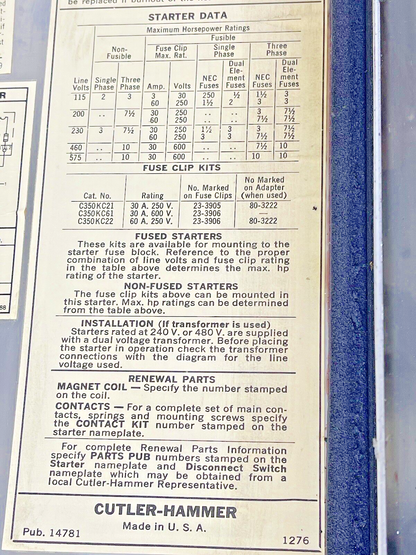 be replaced if burnout of the
STARTER DATA
Maximum Horsepower Ratings
Fusible
Non-Fusible Fuse Clip Max. Rat. Single Phase Three Phase
Line Volts Single Phase Three Phase Amp. Volts NEC Fuses Dual Element Fuses NEC Fuses Dual Element Fuses
115 2 3 3 250 250 ½ 1½ 3
60 250 1½ 2 3 3
200 .. 7½ 30 250 .. .. 3 7½
60 250 7½ 7½
230 3 7½ 30 250 1½ 3 3 7½
60 250 3 3 7½ 7½
460 .. 10 30 600 .. .. 7½ 10
575 .. 10 30 600 .. .. 10 10
FUSE CLIP KITS
Cat. No. Rating No. Marked on Fuse Clips No Marked on Adapter (when used)
C350KC21 30 A. 250 V. 23-3905 80-3222
C350KC61 30 A. 600 V. 23-3906 —
C350KC22 60 A. 250 V. 23-3906 80-3222
FUSED STARTERS
These kits are available for mounting to the
starter fuse block. Reference to the proper
combination of line volts and fuse clip rating
in the table above determines the max. hp
rating of the starter.
NON-FUSED STARTERS
The fuse clip kits above can be mounted in
this starter. Max. hp ratings can be determined
from the table above.
INSTALLATION (If transformer is used)
Starters rated at 240 V. or 480 V. are supplied
with a dual voltage transformer. Before placing
the starter in operation check the transformer
connections with the diagram for the line
voltage used.
RENEWAL PARTS
MAGNET COIL — Specify the number stamped
on the coil.
CONTACTS — For a complete set of main con-
tacts, springs and mounting screws specify
the CONTACT KIT number stamped on the
starter nameplate.
For complete Renewal Parts Information
specify PARTS PUB numbers stamped on the
Starter nameplate and Disconnect Switch
nameplate which may be obtained from a
local Cutler-Hammer Representative.
CUTLER-HAMMER
Made in U. S. A.
Pub. 14781 1276